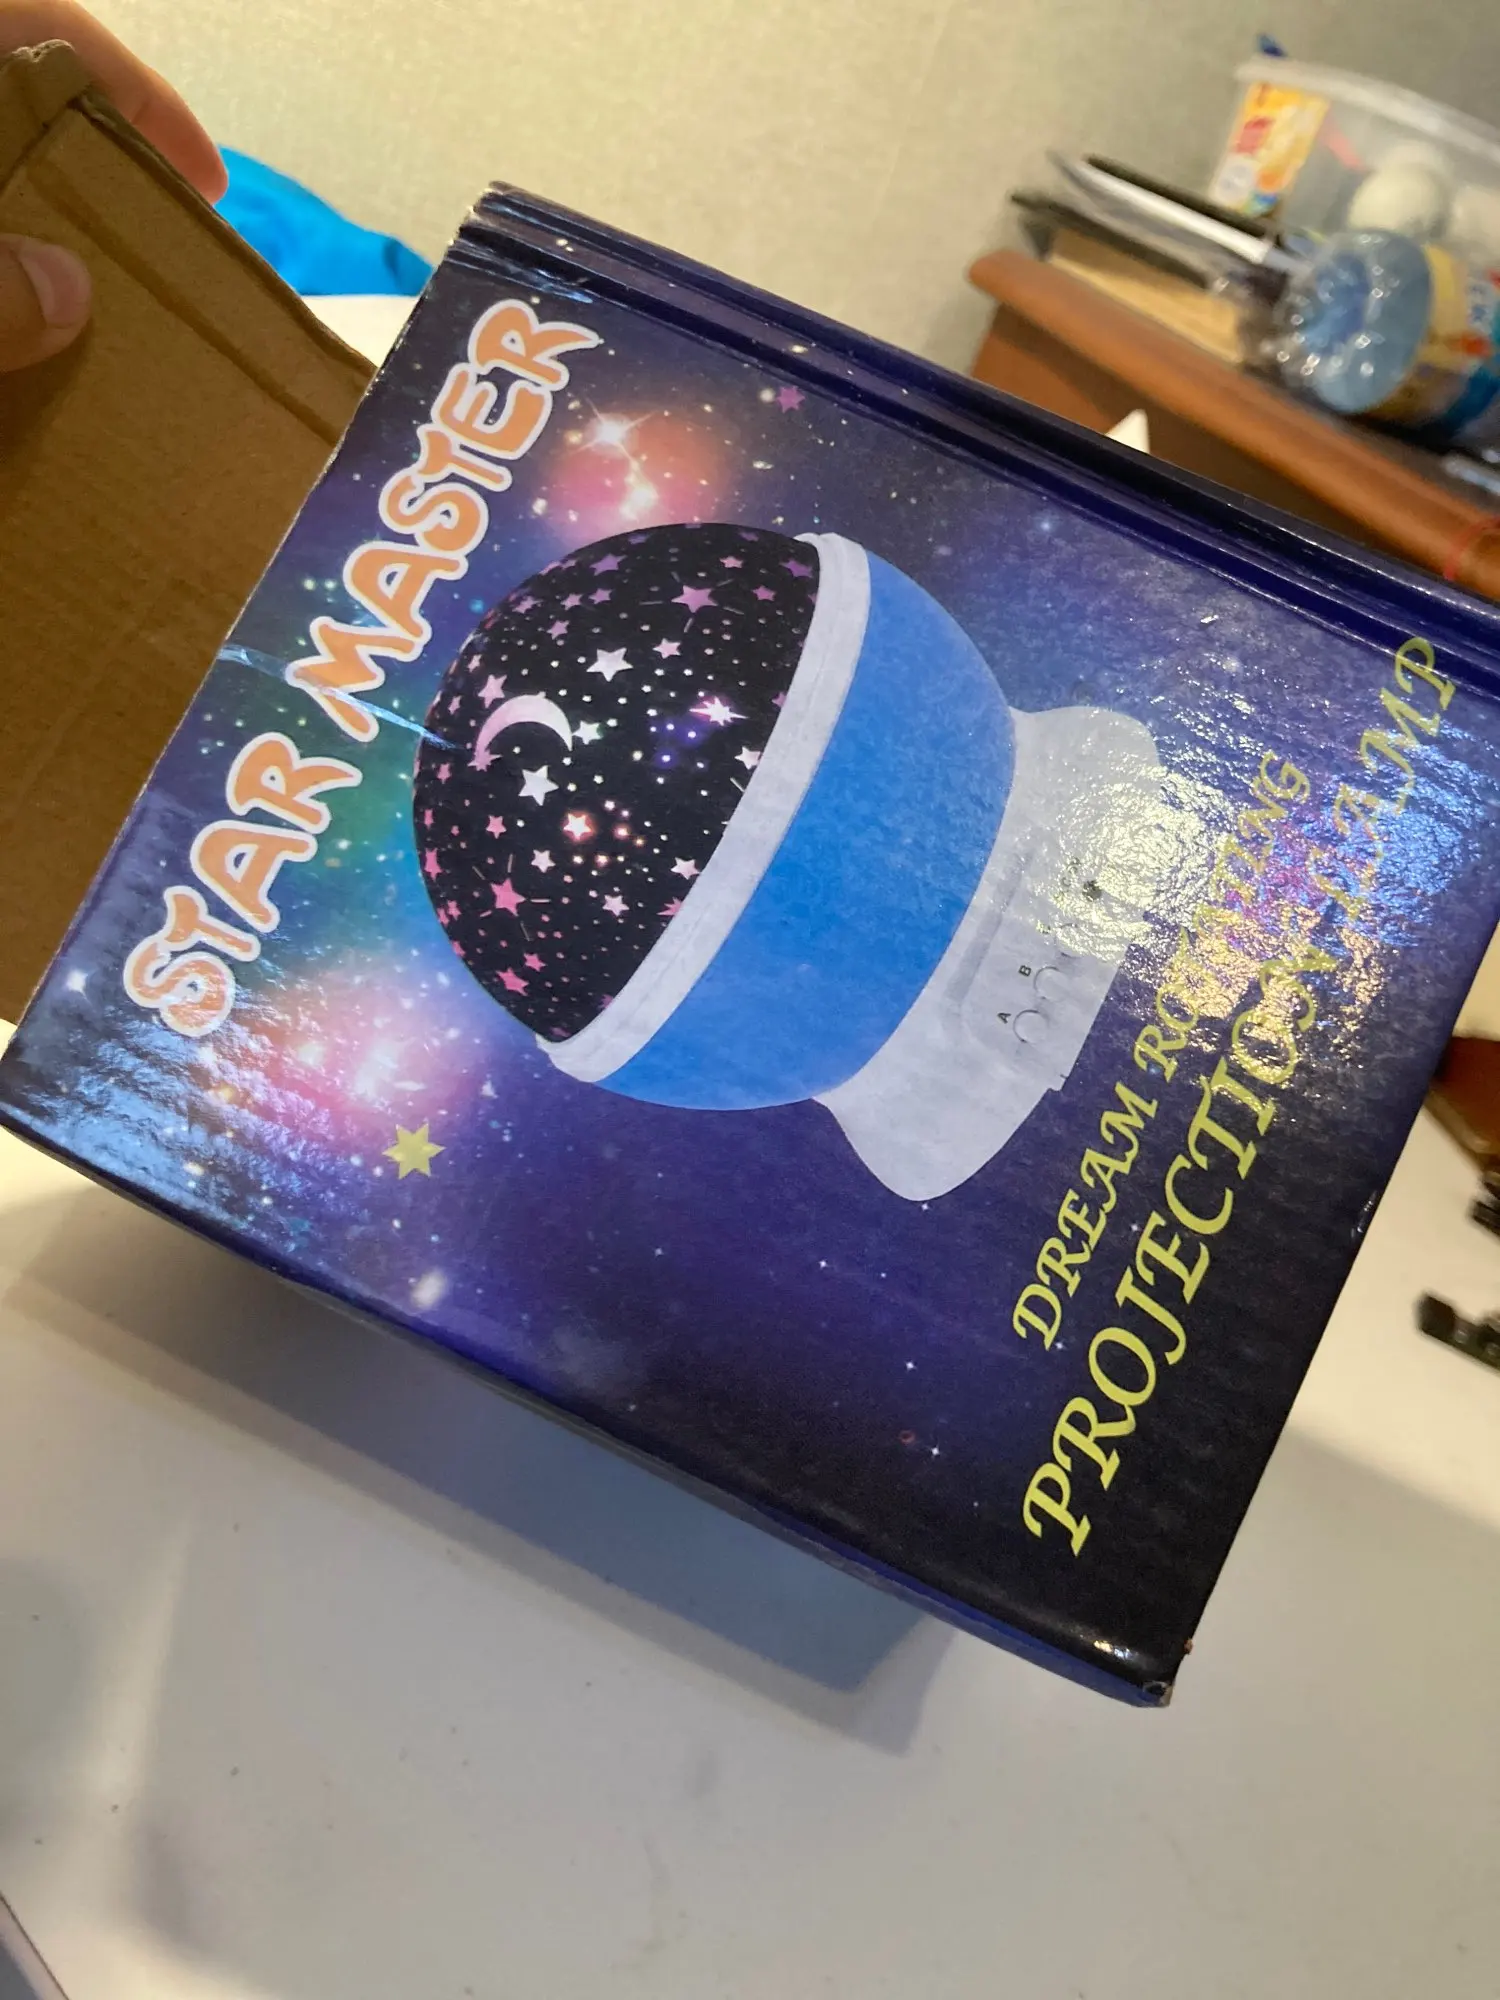 STAR MASTER
A
B
DREAM ROTATING
PROJECTION LAMP